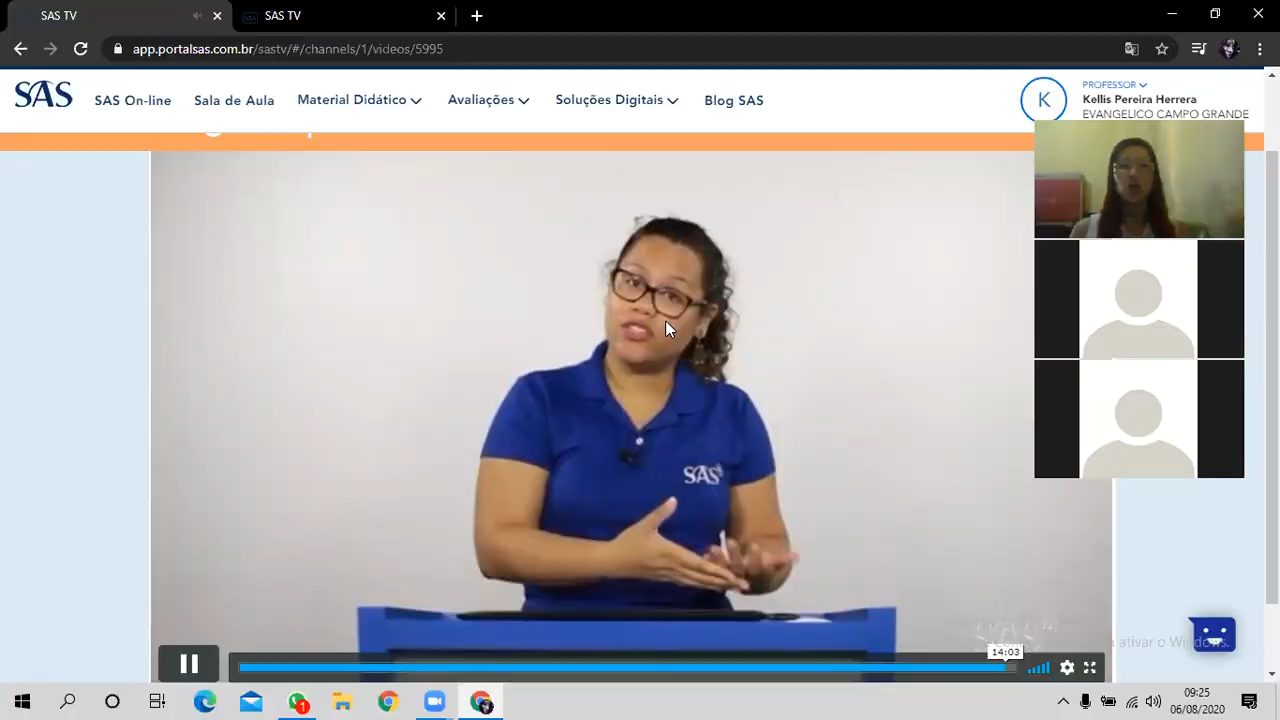 SAS TV
SAS TV
app.portalsas.com.br/sastv/#/channels/1/videos/5995
SAS
SAS On-line
Sala de Aula
Material Didático
Avaliações
Soluções Digitais
Blog SAS
K
PROFESSOR
Kellis Pereira Herrera
EVANGELICO CAMPO GRANDE
SAS
14:03
ativar o Windows.
1
09:25
06/08/2020